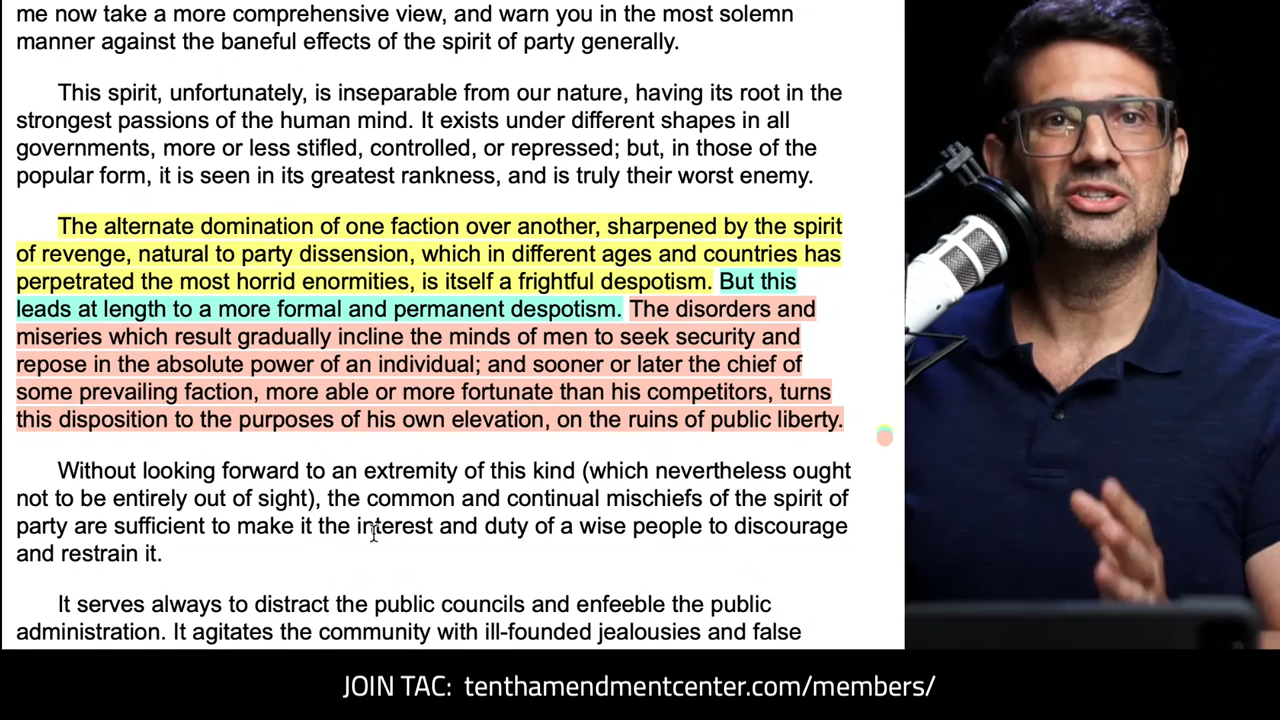 me now take a more comprehensive view, and warn you in the most solemn
manner against the baneful effects of the spirit of party generally.
This spirit, unfortunately, is inseparable from our nature, having its root in the
strongest passions of the human mind. It exists under different shapes in all
governments, more or less stifled, controlled, or repressed; but, in those of the
popular form, it is seen in its greatest rankness, and is truly their worst enemy.
The alternate domination of one faction over another, sharpened by the spirit
of revenge, natural to party dissension, which in different ages and countries has
perpetrated the most horrid enormities, is itself a frightful despotism. But this
leads at length to a more formal and permanent despotism. The disorders and
miseries which result gradually incline the minds of men to seek security and
repose in the absolute power of an individual; and sooner or later the chief of
some prevailing faction, more able or more fortunate than his competitors, turns
this disposition to the purposes of his own elevation, on the ruins of public liberty.
Without looking forward to an extremity of this kind (which nevertheless ought
not to be entirely out of sight), the common and continual mischiefs of the spirit of
party are sufficient to make it the interest and duty of a wise people to discourage
and restrain it.
It serves always to distract the public councils and enfeeble the public
administration. It agitates the community with ill-founded jealousies and false
JOIN TAC: tenthamendmentcenter.com/members/